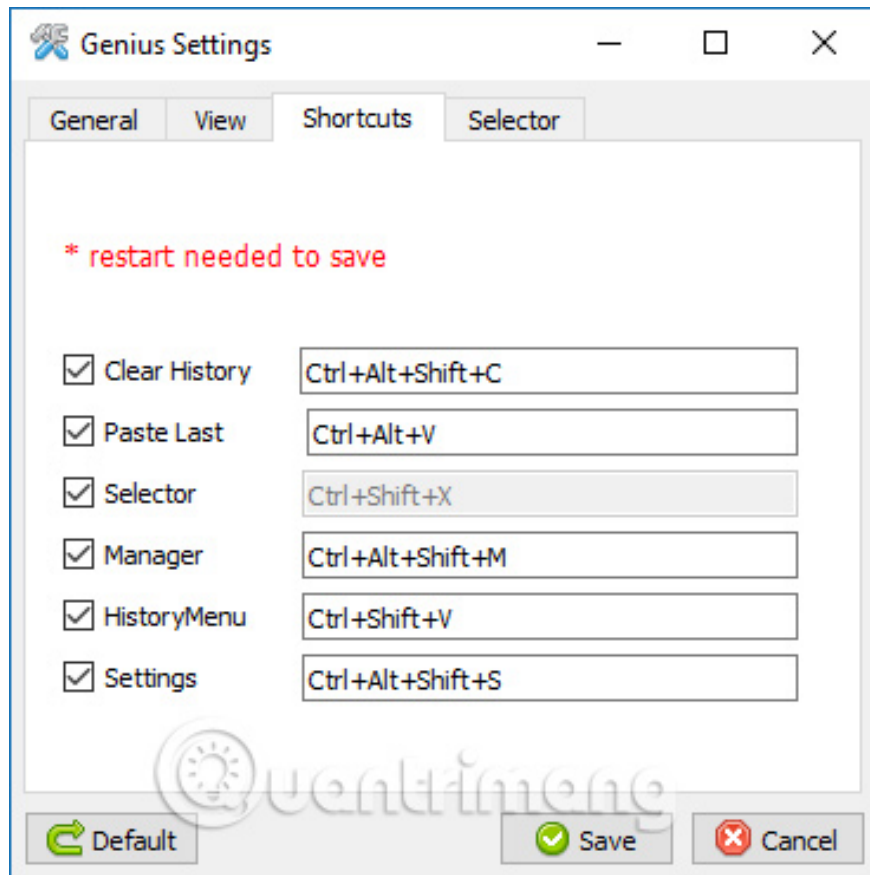 Genius Settings
General View Shortcuts Selector
* restart needed to save
Clear History Ctrl+Alt+Shift+C
Paste Last Ctrl+Alt+V
Selector Ctrl+Shift+X
Manager Ctrl+Alt+Shift+M
HistoryMenu Ctrl+Shift+V
Settings Ctrl+Alt+Shift+S
Quantrimang
Default Save Cancel